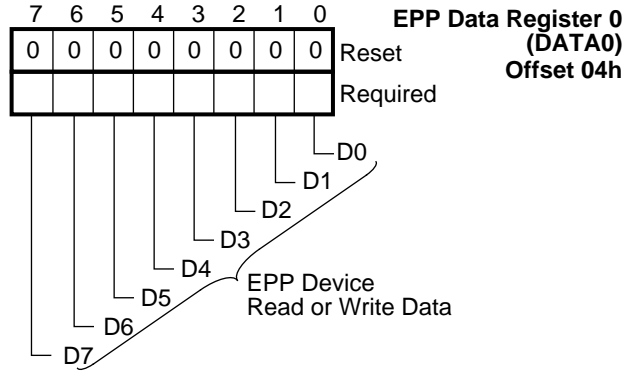 7 6 5 4 3 2 1 0
EPP Data Register 0
(DATA0)
Offset 04h
0 0 0 0 0 0 0 0 Reset
Required
D0
D1
D2
D3
D4
D5
D6
D7
EPP Device
Read or Write Data